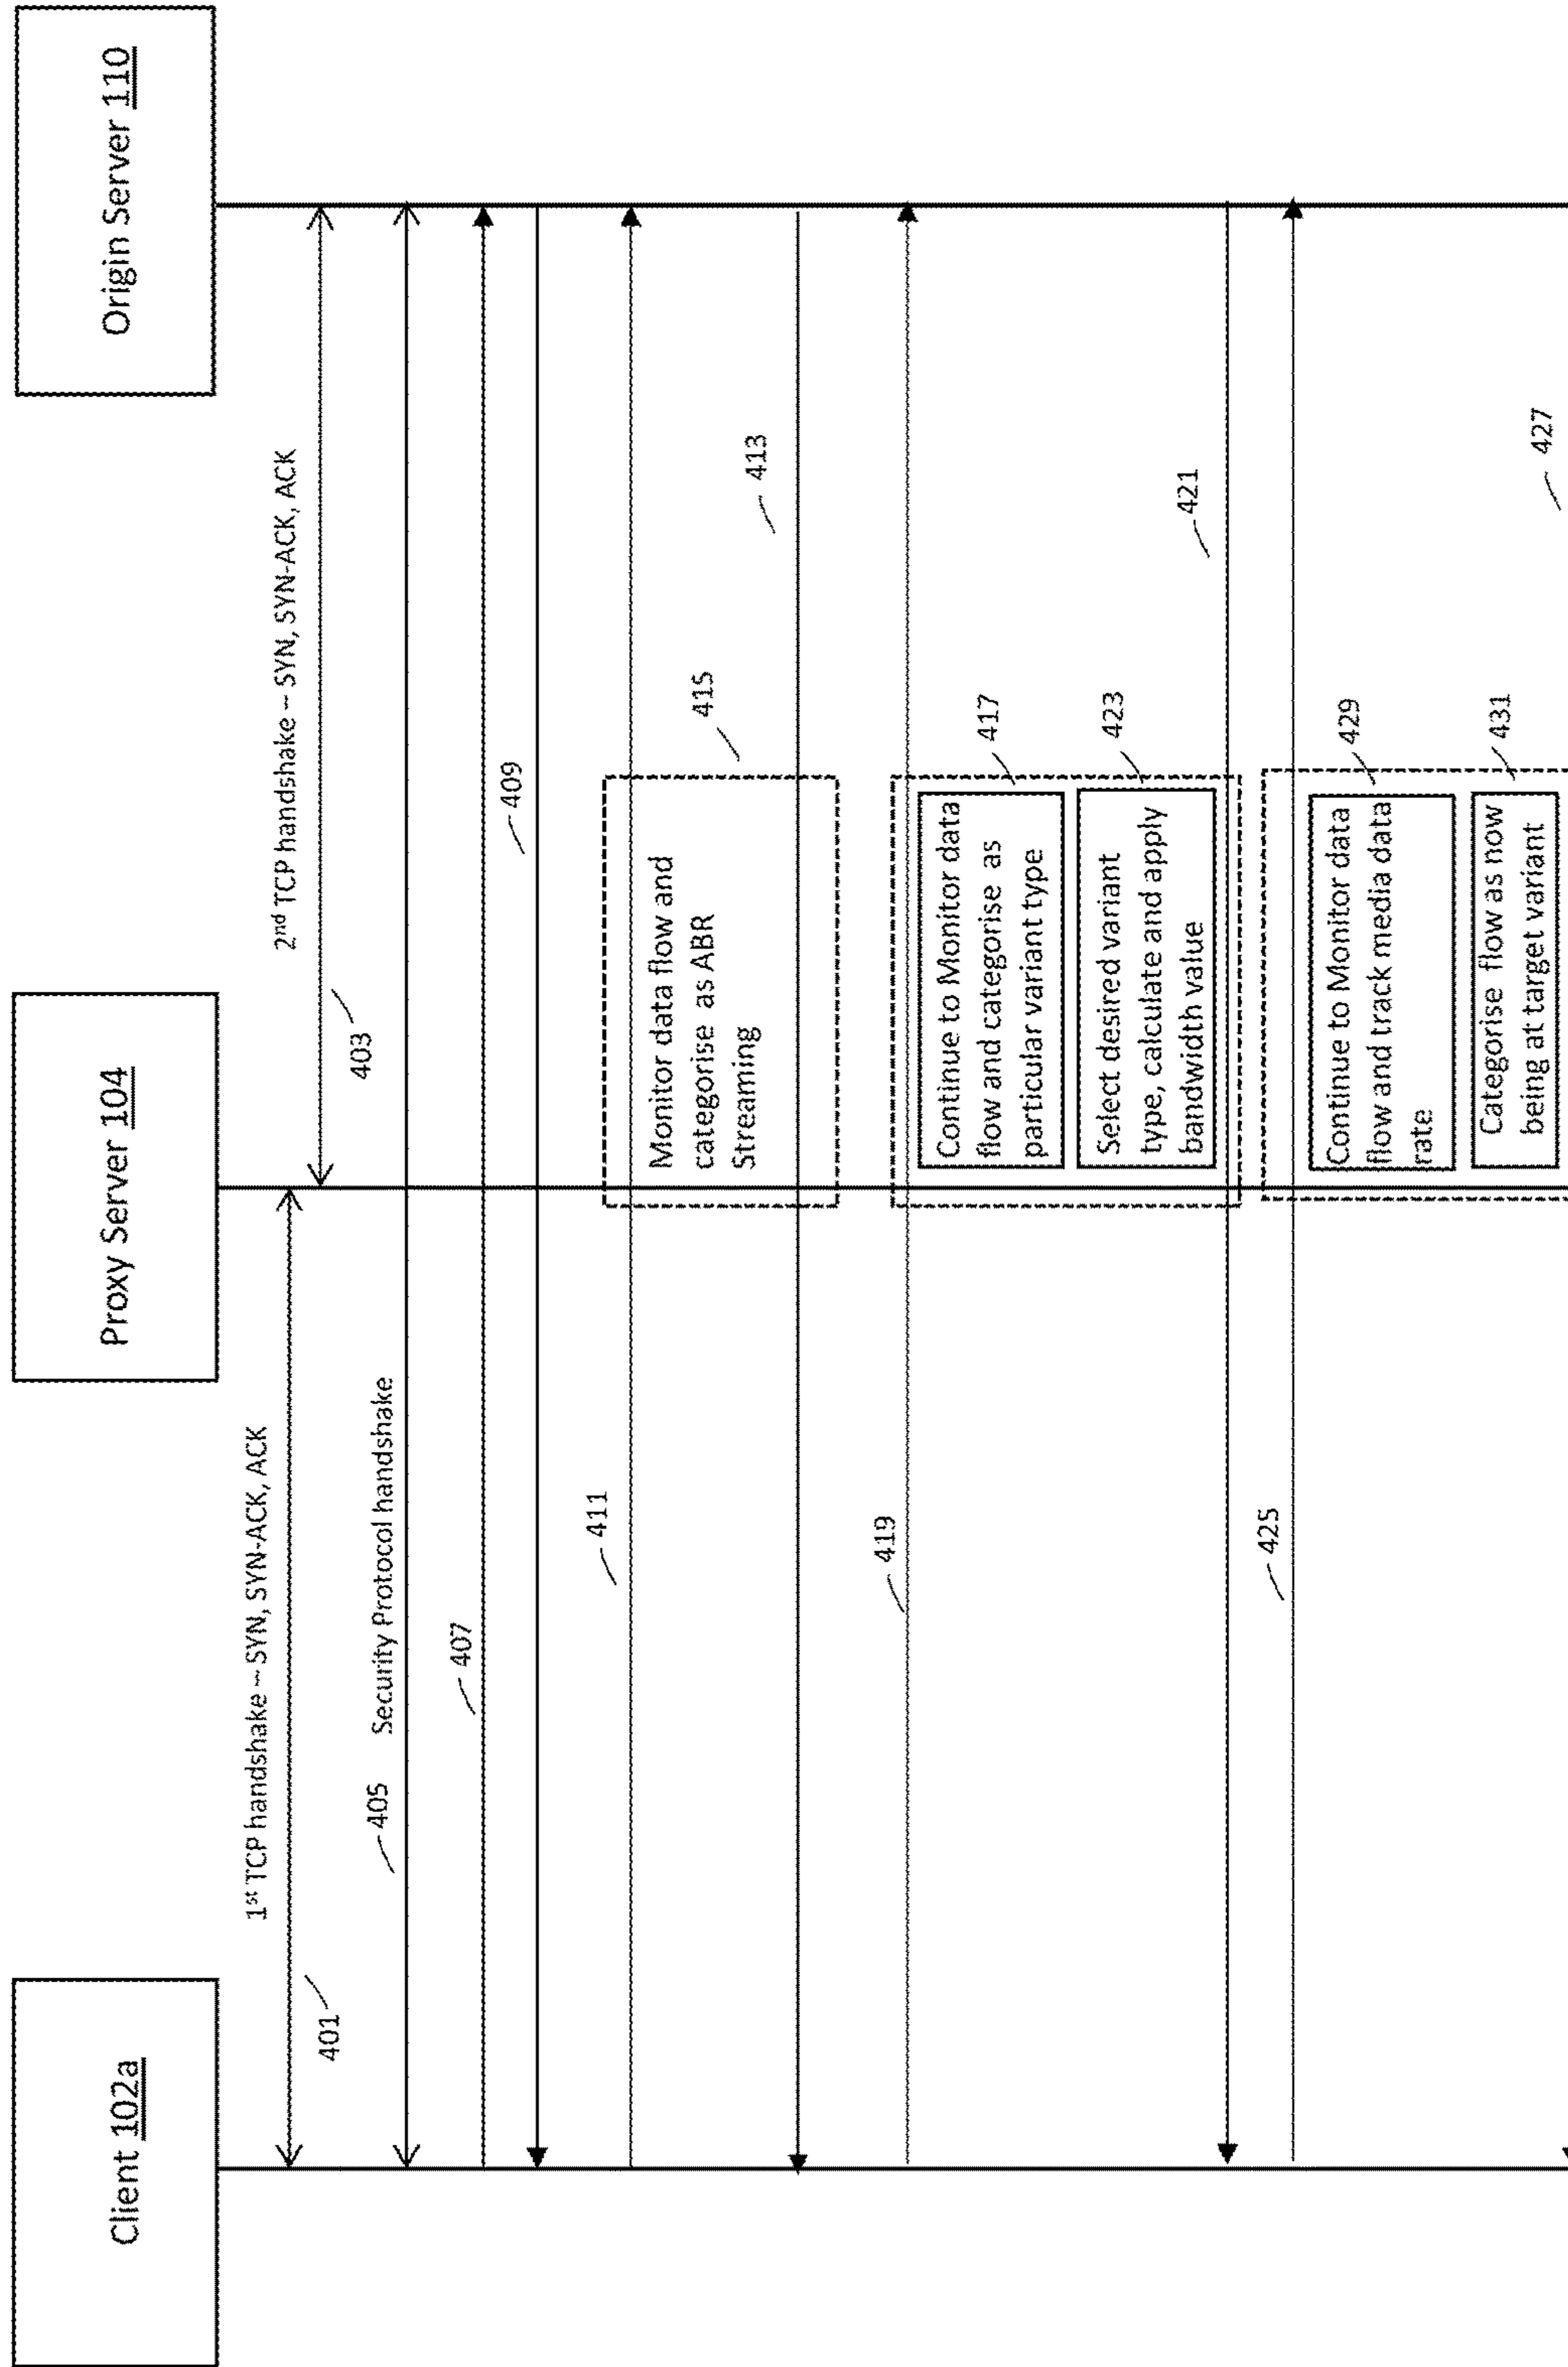 Client 102a
Proxy Server 104
Origin Server 110
1st TCP handshake – SYN, SYN-ACK, ACK
401
2nd TCP handshake – SYN, SYN-ACK, ACK
403
405
Security Protocol handshake
407
409
411
Monitor data flow and
categorise as ABR
Streaming
415
413
419
Continue to Monitor data
flow and categorise as
particular variant type
417
Select desired variant
type, calculate and apply
bandwidth value
423
421
425
Continue to Monitor data
flow and track media data
rate
429
Categorise flow as now
being at target variant
431
427